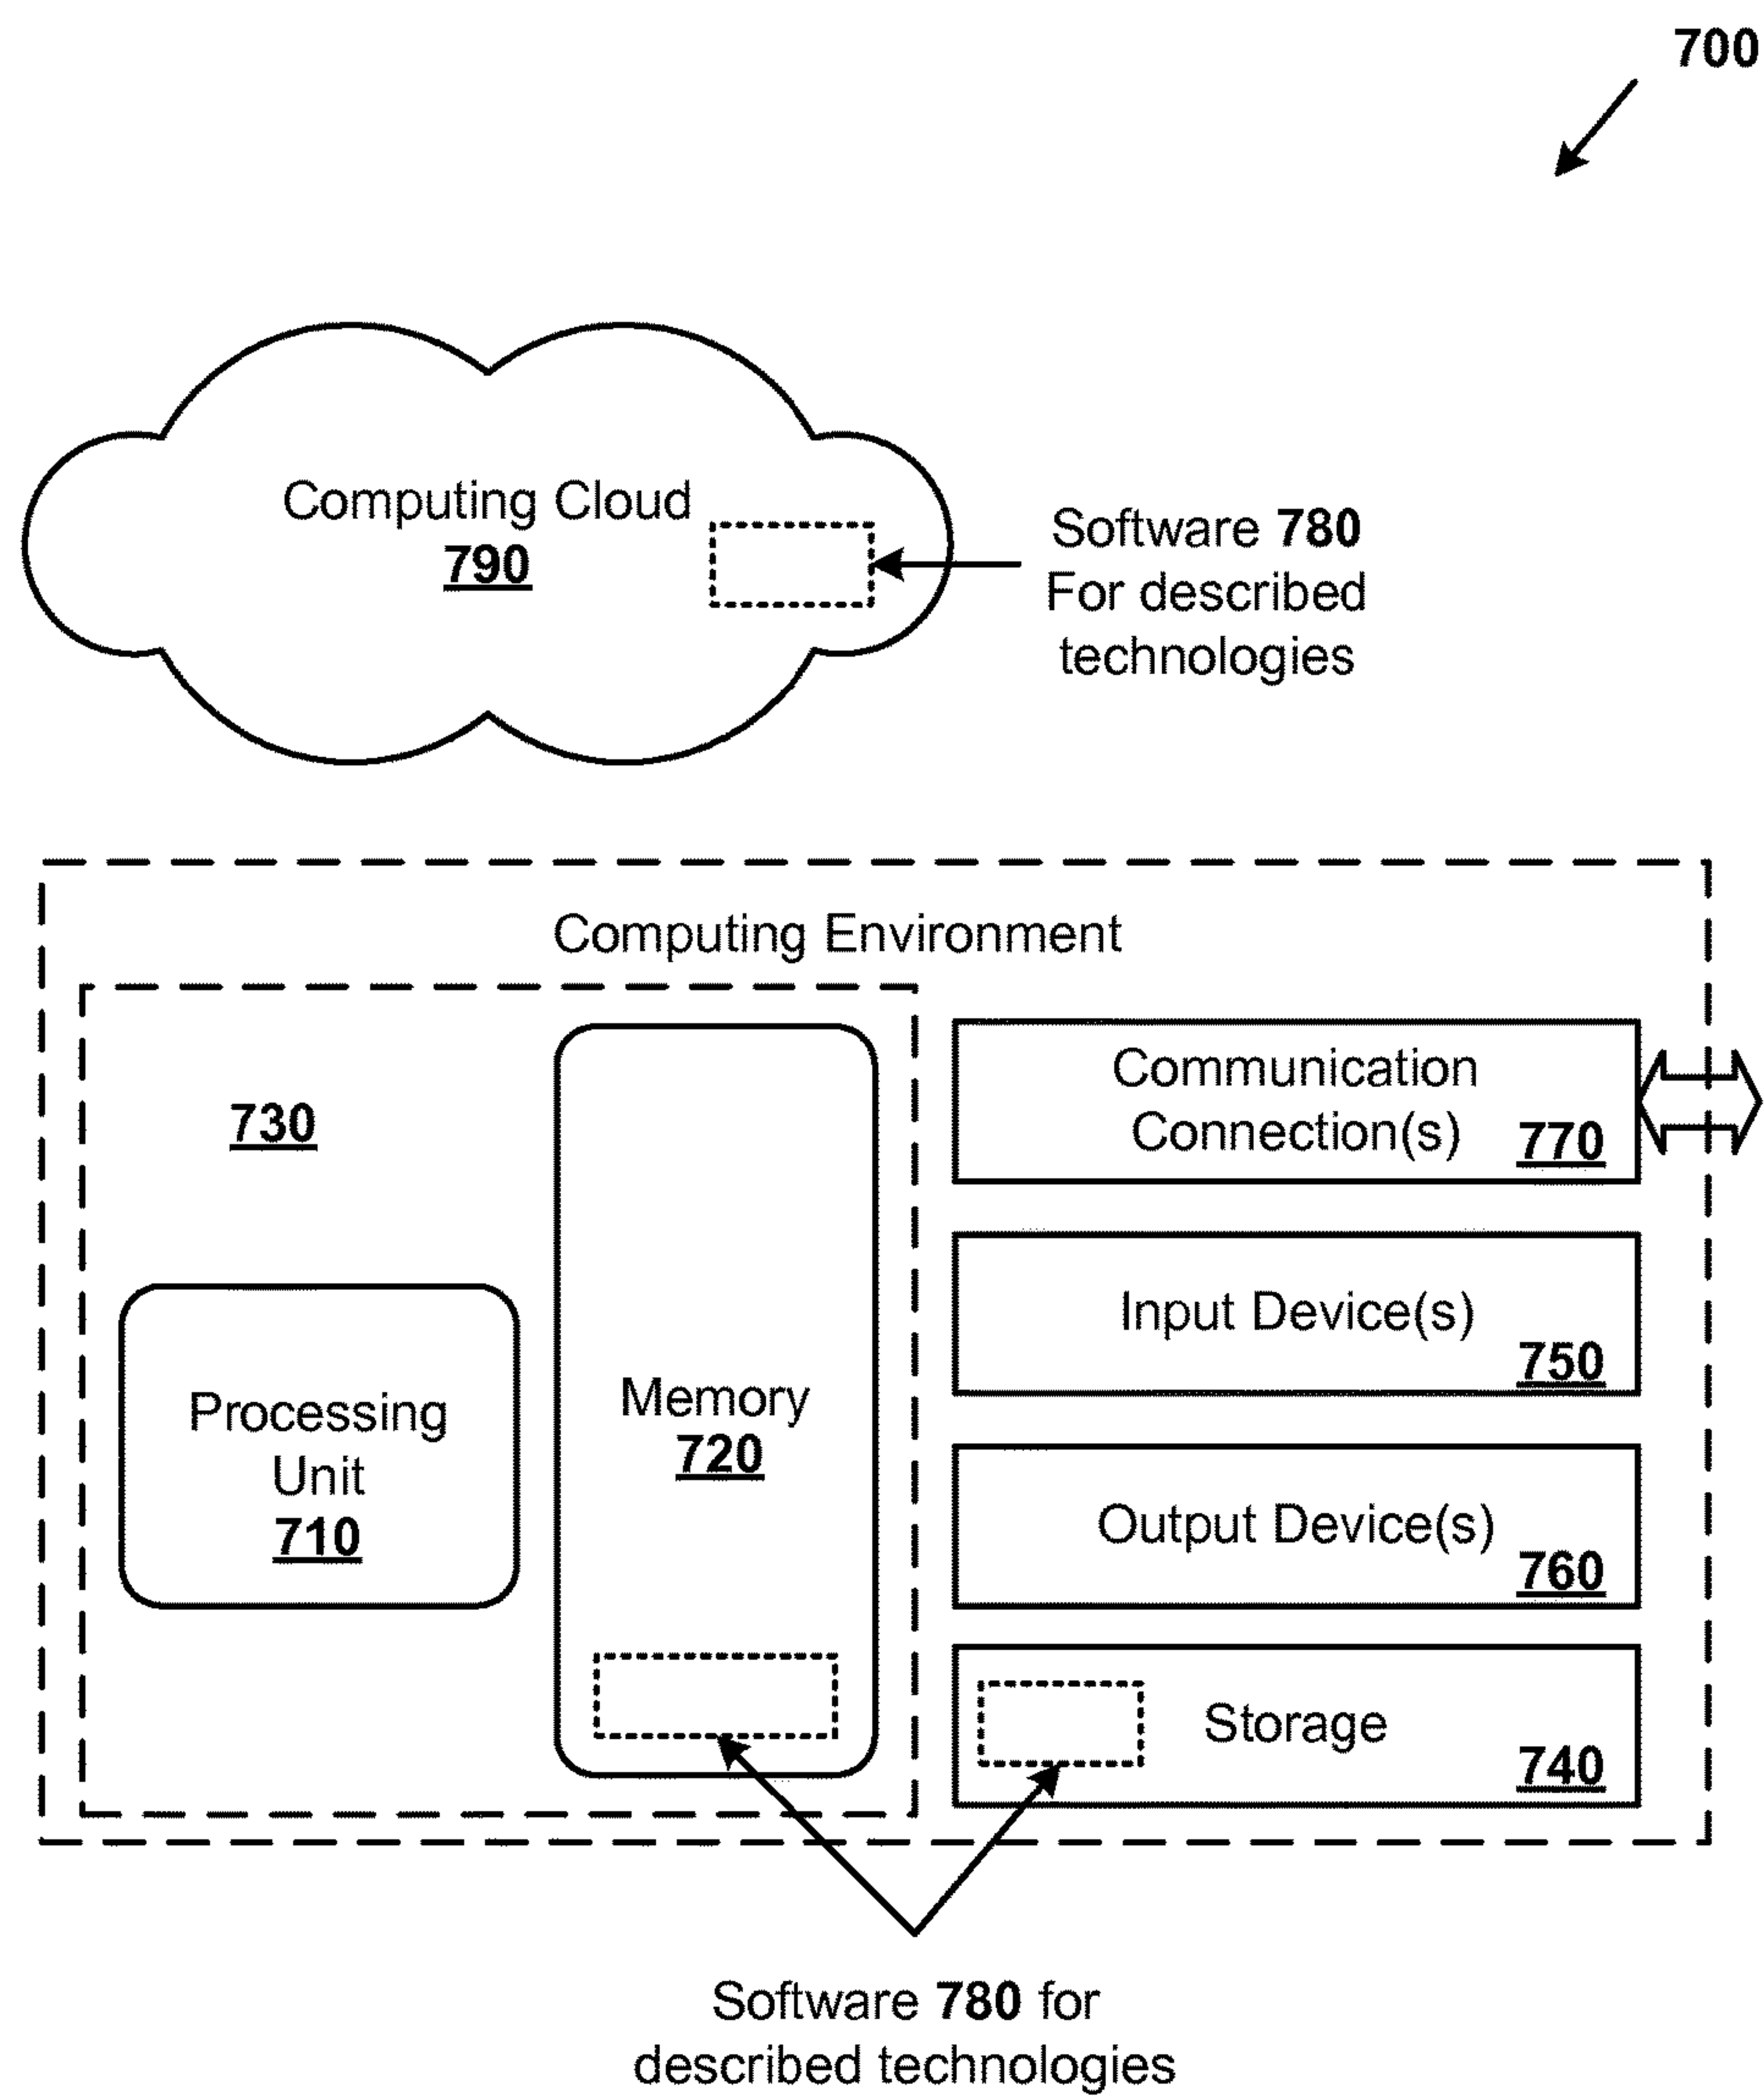 700
Computing Cloud
790
Software 780
For described
technologies
Computing Environment
730
Processing
Unit
710
Memory
720
Communication
Connection(s)
770
Input Device(s)
750
Output Device(s)
760
Storage
740
Software 780 for
described technologies